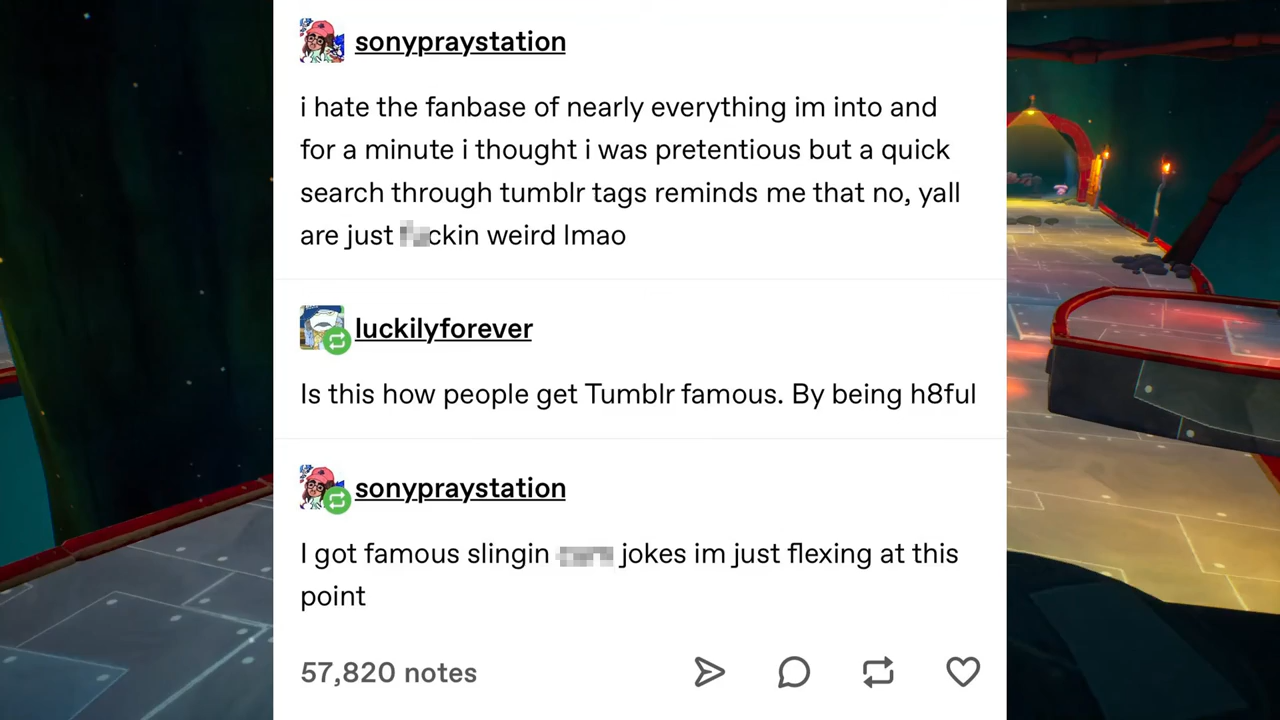 sonypraystation
i hate the fanbase of nearly everything im into and
for a minute i thought i was pretentious but a quick
search through tumblr tags reminds me that no, yall
are just fuckin weird lmao
luckilyforever
Is this how people get Tumblr famous. By being h8ful
sonypraystation
I got famous slingin jokes im just flexing at this
point
57,820 notes